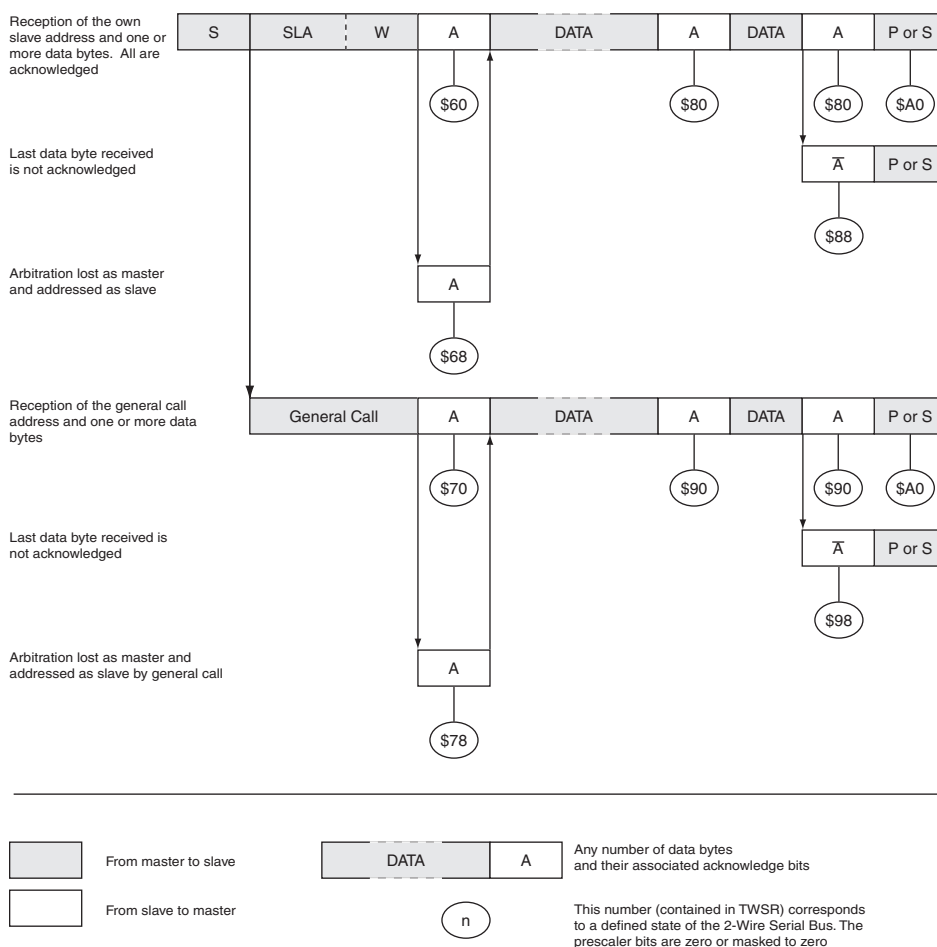 Reception of the own
slave address and one or
more data bytes. All are
acknowledged
S SLA W A DATA A DATA A P or S
$60 $80 $80 $A0
Last data byte received
is not acknowledged
A̅ P or S
$88
Arbitration lost as master
and addressed as slave
A
$68
Reception of the general call
address and one or more data
bytes
General Call A DATA A DATA A P or S
$70 $90 $90 $A0
Last data byte received is
not acknowledged
A̅ P or S
$98
Arbitration lost as master and
addressed as slave by general call
A
$78
From master to slave
DATA A
Any number of data bytes
and their associated acknowledge bits
From slave to master
n
This number (contained in TWSR) corresponds
to a defined state of the 2-Wire Serial Bus. The
prescaler bits are zero or masked to zero